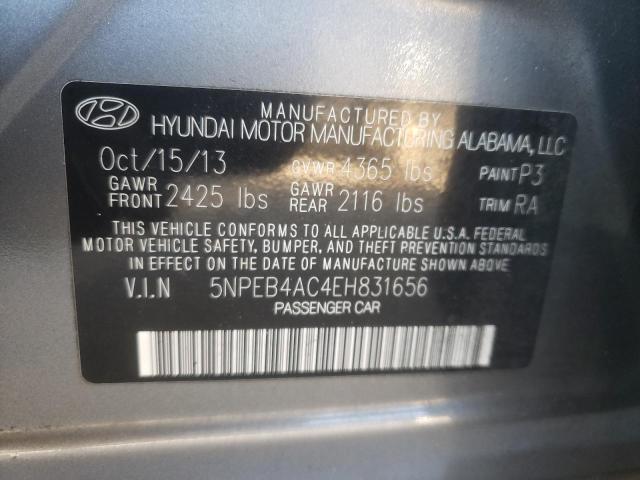 MANUFACTURED BY
HYUNDAI MOTOR MANUFACTURING ALABAMA, LLC
Oct/15/13 GVWR 4365 lbs PAINT P3
GAWR FRONT 2425 lbs GAWR REAR 2116 lbs TRIM RA
THIS VEHICLE CONFORMS TO ALL APPLICABLE U.S.A. FEDERAL
MOTOR VEHICLE SAFETY, BUMPER, AND THEFT PREVENTION STANDARDS
IN EFFECT ON THE DATE OF MANUFACTURE SHOWN ABOVE.
V.I.N 5NPEB4AC4EH831656
PASSENGER CAR